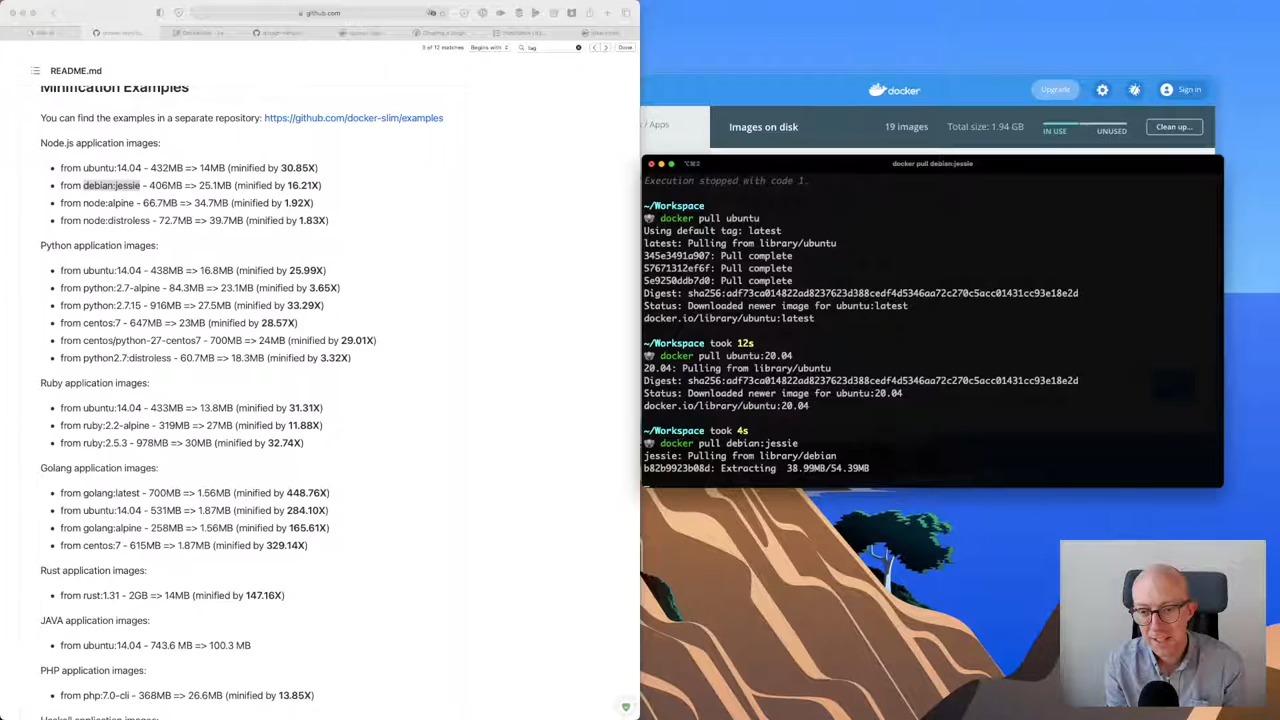 github.com
3 of 12 matches
Begins with
tag
Done
README.md
Minification Examples
You can find the examples in a separate repository: https://github.com/docker-slim/examples
Node.js application images:
from ubuntu:14.04 - 432MB => 14MB (minified by 30.85X)
from debian:jessie - 406MB => 25.1MB (minified by 16.21X)
from node:alpine - 66.7MB => 34.7MB (minified by 1.92X)
from node:distroless - 72.7MB => 39.7MB (minified by 1.83X)
Python application images:
from ubuntu:14.04 - 438MB => 16.8MB (minified by 25.99X)
from python:2.7-alpine - 84.3MB => 23.1MB (minified by 3.65X)
from python:2.7.15 - 916MB => 27.5MB (minified by 33.29X)
from centos:7 - 647MB => 23MB (minified by 28.57X)
from centos/python-27-centos7 - 700MB => 24MB (minified by 29.01X)
from python2.7:distroless - 60.7MB => 18.3MB (minified by 3.32X)
Ruby application images:
from ubuntu:14.04 - 433MB => 13.8MB (minified by 31.31X)
from ruby:2.2-alpine - 319MB => 27MB (minified by 11.88X)
from ruby:2.5.3 - 978MB => 30MB (minified by 32.74X)
Golang application images:
from golang:latest - 700MB => 1.56MB (minified by 448.76X)
from ubuntu:14.04 - 531MB => 1.87MB (minified by 284.10X)
from golang:alpine - 258MB => 1.56MB (minified by 165.61X)
from centos:7 - 615MB => 1.87MB (minified by 329.14X)
Rust application images:
from rust:1.31 - 2GB => 14MB (minified by 147.16X)
JAVA application images:
from ubuntu:14.04 - 743.6 MB => 100.3 MB
PHP application images:
from php:7.0-cli - 368MB => 26.6MB (minified by 13.85X)
Haskell application images:
docker
Upgrade
Sign in
/ Apps
Images on disk
19 images
Total size: 1.94 GB
IN USE
UNUSED
Clean up...
⌥⌘2
docker pull debian:jessie
Execution stopped with code 1.
~/Workspace
docker pull ubuntu
Using default tag: latest
latest: Pulling from library/ubuntu
345e3491a907: Pull complete
57671312ef6f: Pull complete
5e9250ddb7d0: Pull complete
Digest: sha256:adf73ca014822ad8237623d388cedf4d5346aa72c270c5acc01431cc93e18e2d
Status: Downloaded newer image for ubuntu:latest
docker.io/library/ubuntu:latest
~/Workspace took 12s
docker pull ubuntu:20.04
20.04: Pulling from library/ubuntu
Digest: sha256:adf73ca014822ad8237623d388cedf4d5346aa72c270c5acc01431cc93e18e2d
Status: Downloaded newer image for ubuntu:20.04
docker.io/library/ubuntu:20.04
~/Workspace took 4s
docker pull debian:jessie
jessie: Pulling from library/debian
b82b9923b08d: Extracting 38.99MB/54.39MB